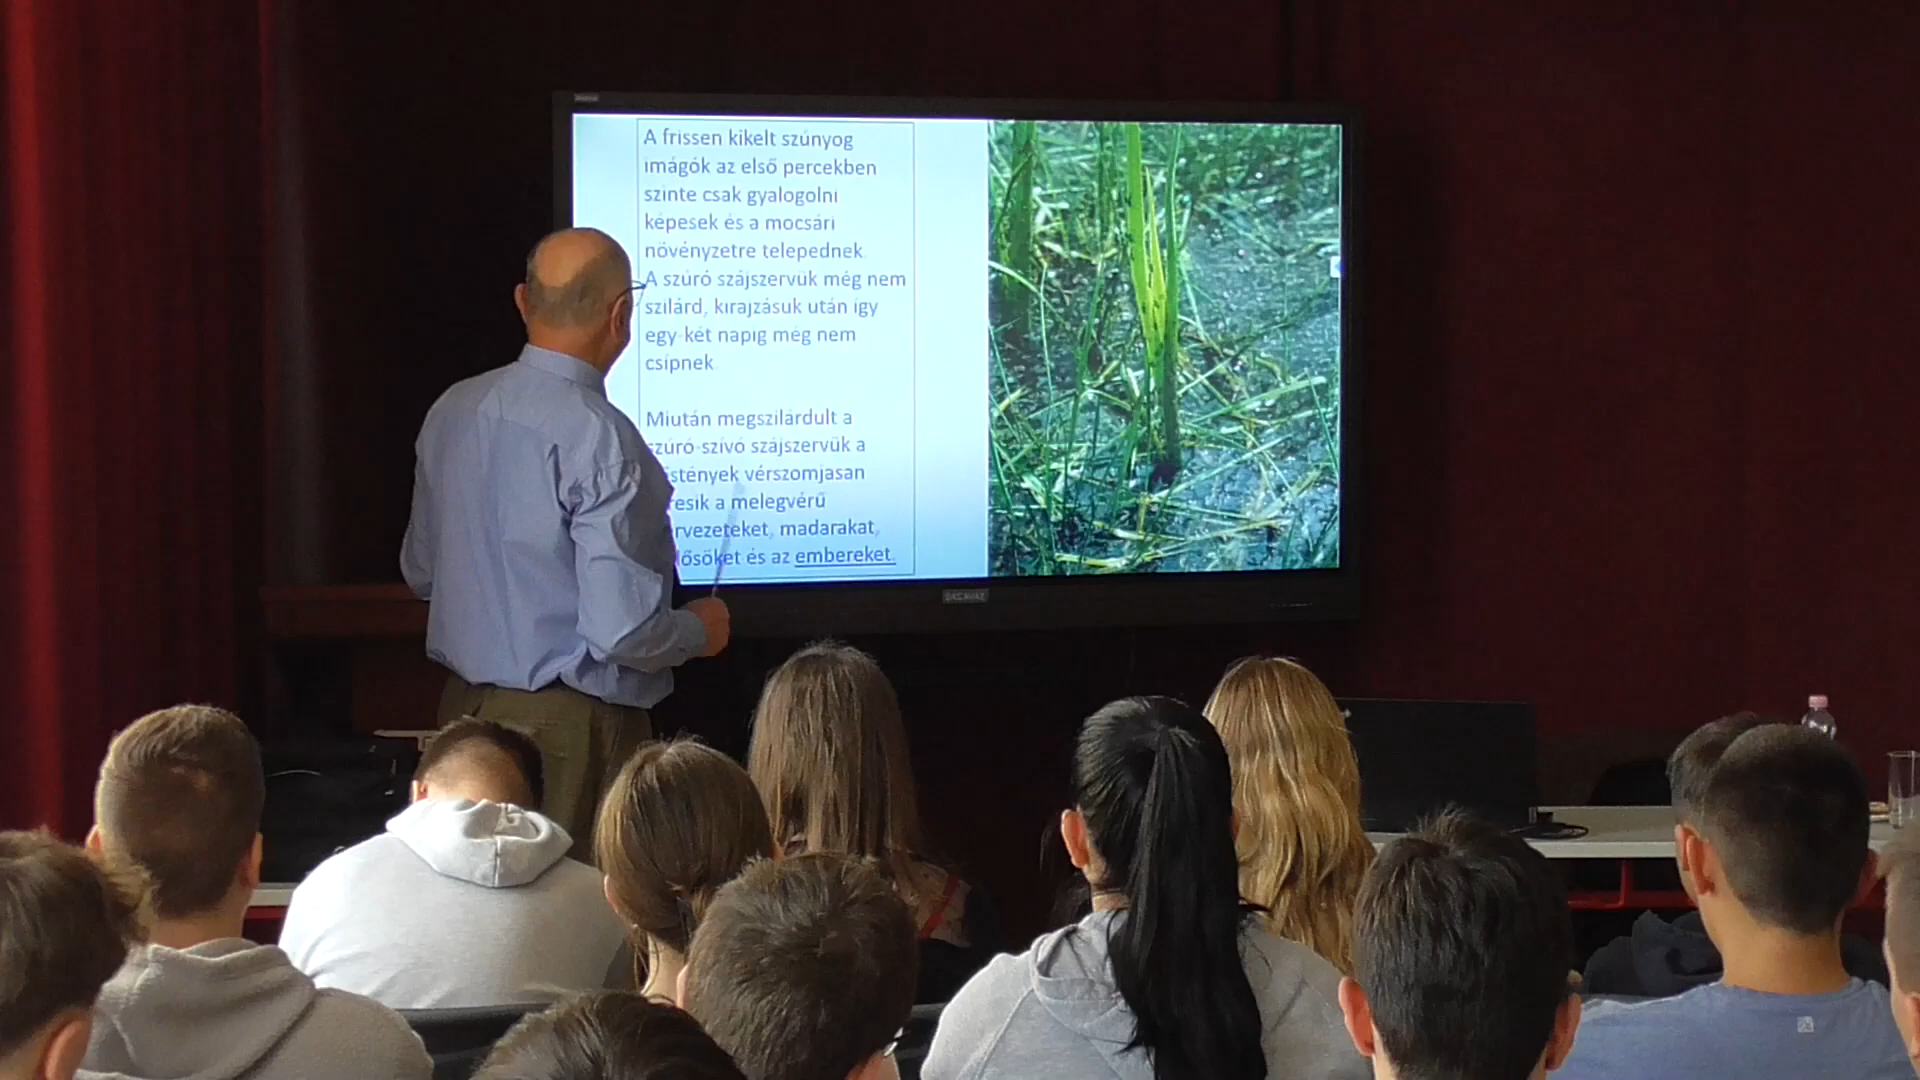 A frissen kikelt szúnyog
imágók az első percekben
szinte csak gyalogolni
képesek és a mocsári
növényzetre telepednek.
A szúró szájszervük még nem
szilárd, kirajzásuk után így
egy-két napig még nem
csípnek.
Miután megszilárdult a
szúró-szívó szájszervük a
vérszomjasan
a melegvérű
madarakat,
és az embereket.